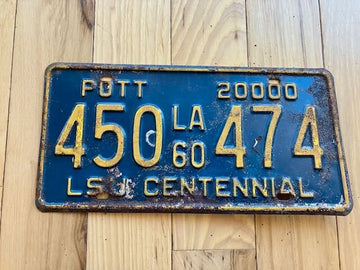 POTT 20000
450 LA 474
60
LSU CENTENNIAL